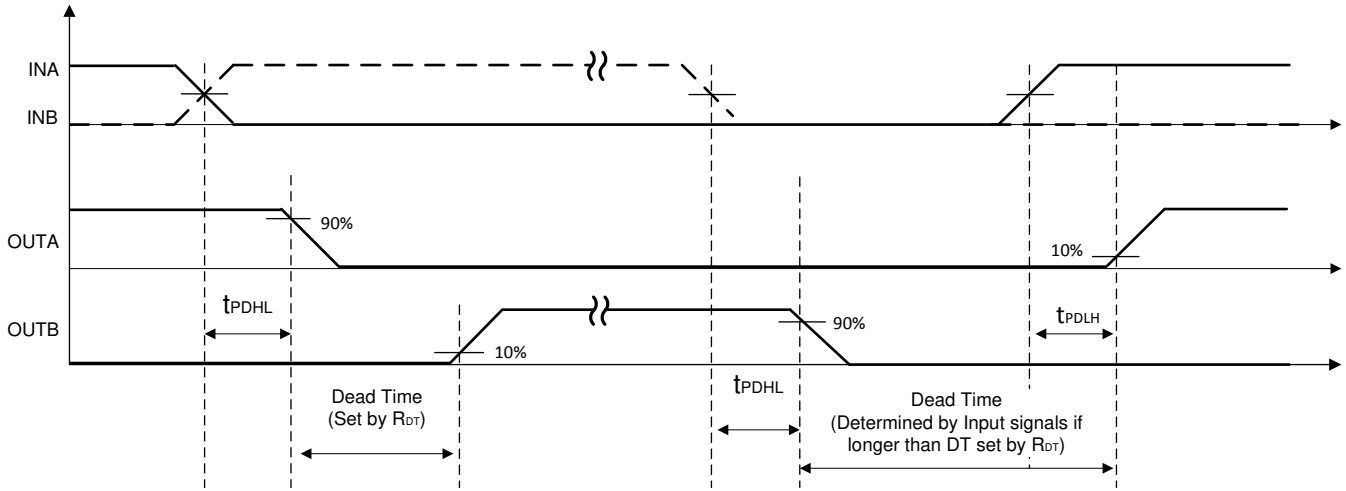 INA
INB
OUTA
90%
10%
OUTB
tPDHL
10%
90%
tPDLH
tPDHL
Dead Time
(Set by RDT)
Dead Time
(Determined by Input signals if
longer than DT set by RDT)